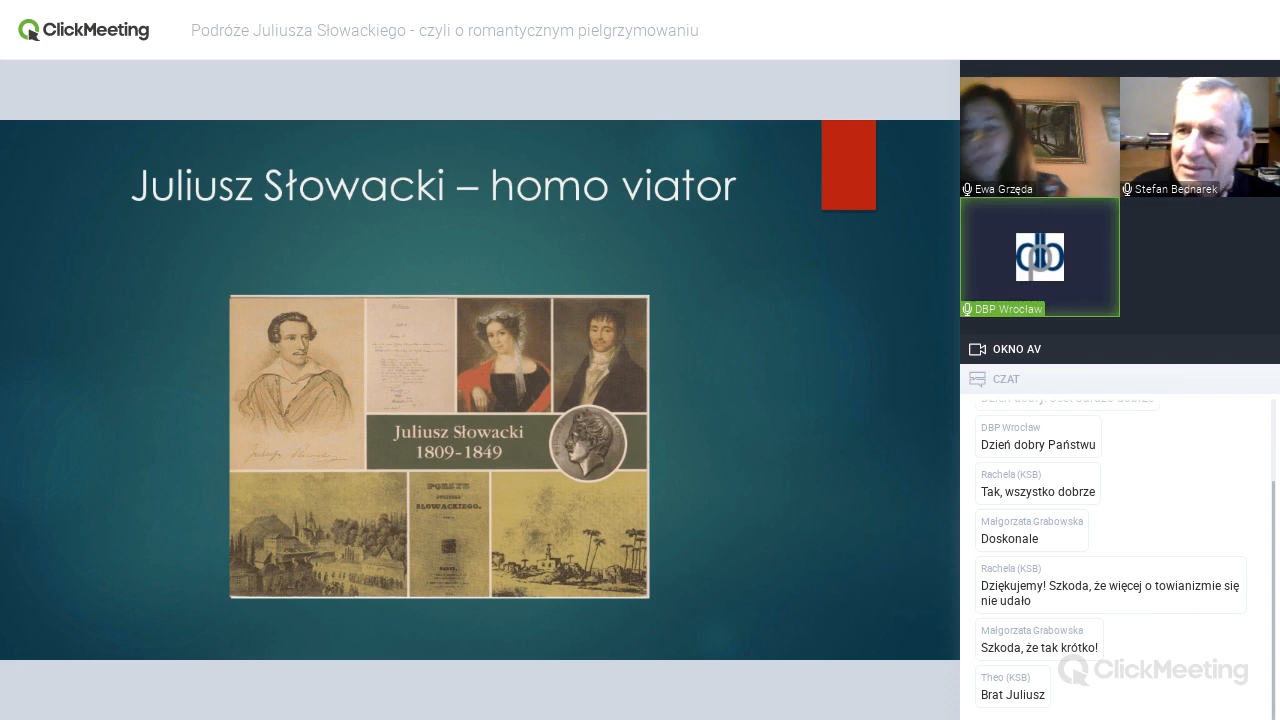 ClickMeeting
Podróże Juliusza Słowackiego - czyli o romantycznym pielgrzymowaniu
Juliusz Słowacki – homo viator
Juliusz Słowacki
1809-1849
POEZYE
SŁOWACKIEGO.
Ewa Grzęda
Stefan Bednarek
dbp
DBP Wrocław
OKNO AV
CZAT
DBP Wrocław
Dzień dobry Państwu
Rachela (KSB)
Tak, wszystko dobrze
Małgorzata Grabowska
Doskonale
Rachela (KSB)
Dziękujemy! Szkoda, że więcej o towianizmie się
nie udało
Małgorzata Grabowska
Szkoda, że tak krótko!
Theo (KSB)
Brat Juliusz
ClickMeeting